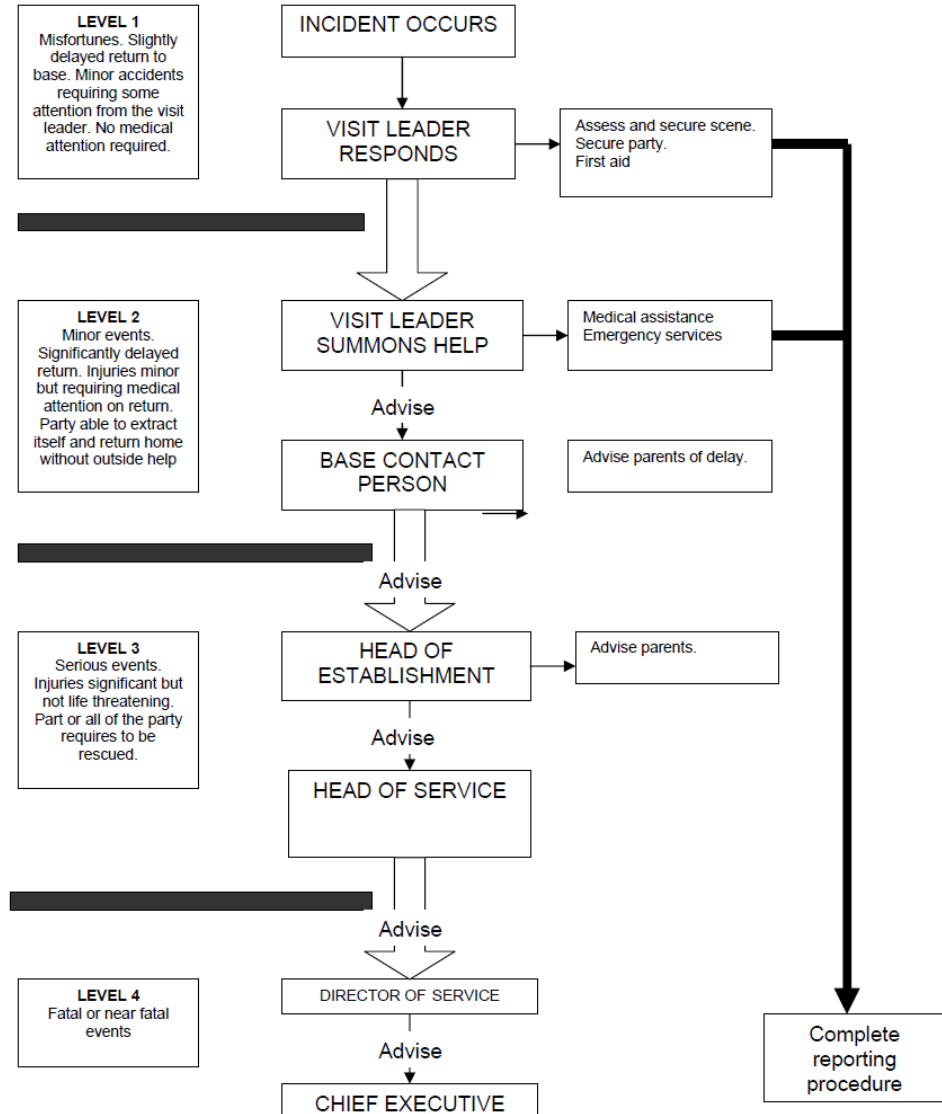 LEVEL 1
Misfortunes. Slightly
delayed return to
base. Minor accidents
requiring some
attention from the visit
leader. No medical
attention required.
INCIDENT OCCURS
VISIT LEADER
RESPONDS
Assess and secure scene.
Secure party.
First aid
LEVEL 2
Minor events.
Significantly delayed
return. Injuries minor
but requiring medical
attention on return.
Party able to extract
itself and return home
without outside help
VISIT LEADER
SUMMONS HELP
Medical assistance
Emergency services
Advise
BASE CONTACT
PERSON
Advise parents of delay.
Advise
LEVEL 3
Serious events.
Injuries significant but
not life threatening.
Part or all of the party
requires to be
rescued.
HEAD OF
ESTABLISHMENT
Advise parents.
Advise
HEAD OF SERVICE
Advise
LEVEL 4
Fatal or near fatal
events
DIRECTOR OF SERVICE
Advise
CHIEF EXECUTIVE
Complete
reporting
procedure